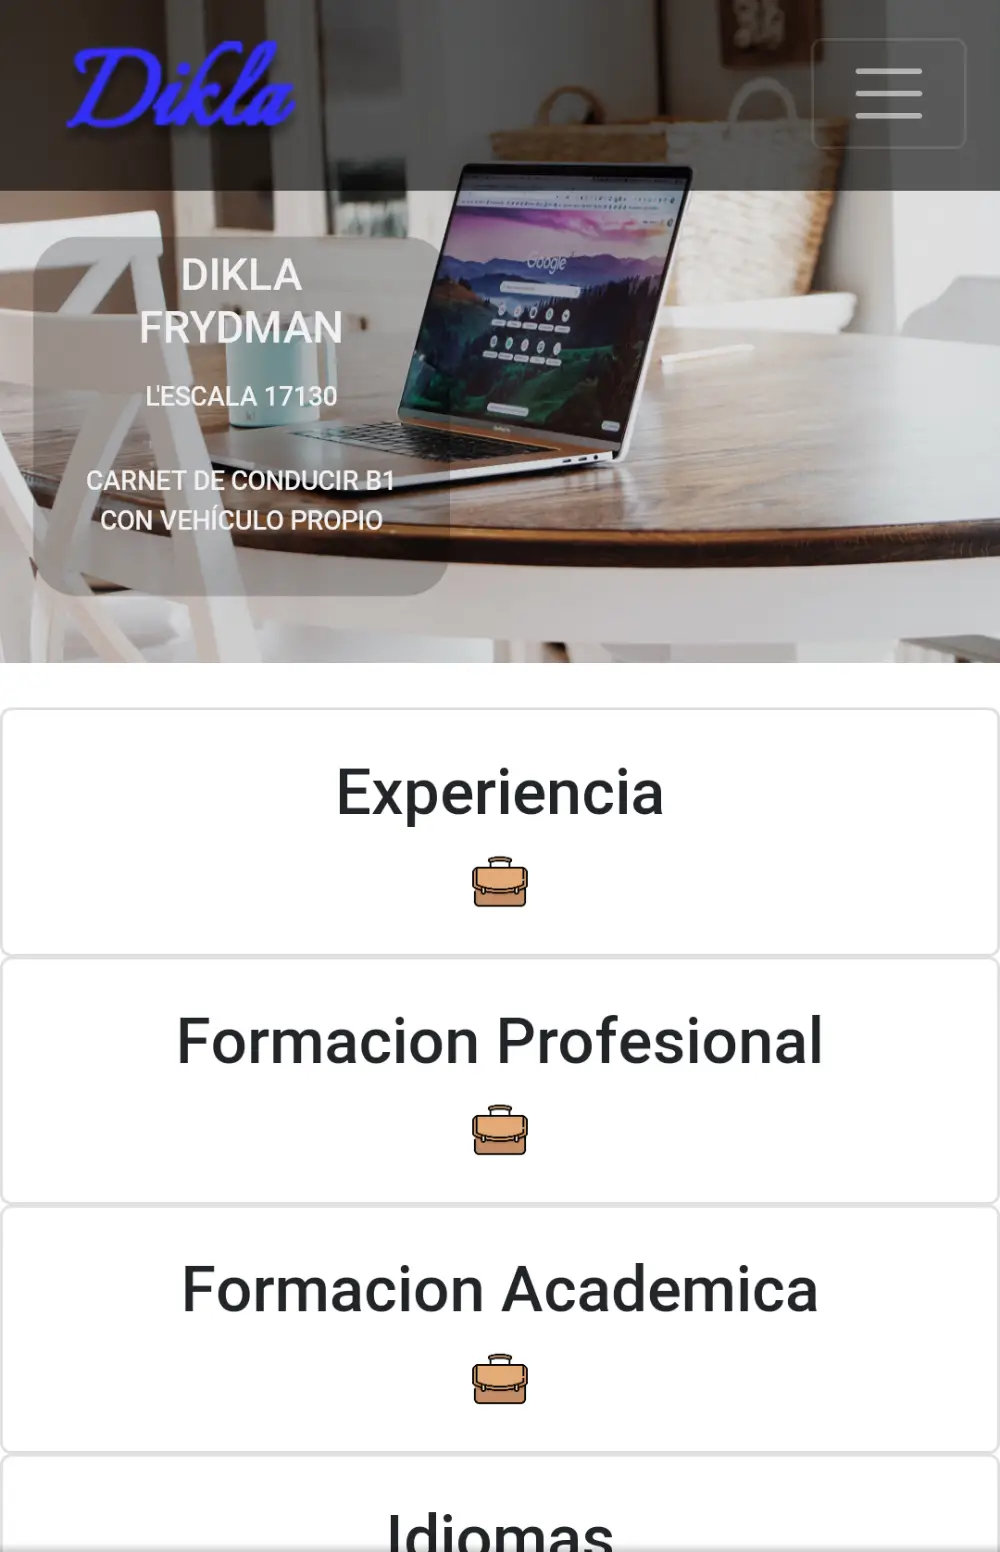 Dikla
Google
DIKLA
FRYDMAN
L'ESCALA 17130
CARNET DE CONDUCIR B1
CON VEHÍCULO PROPIO
Experiencia
Formacion Profesional
Formacion Academica
Idiomas